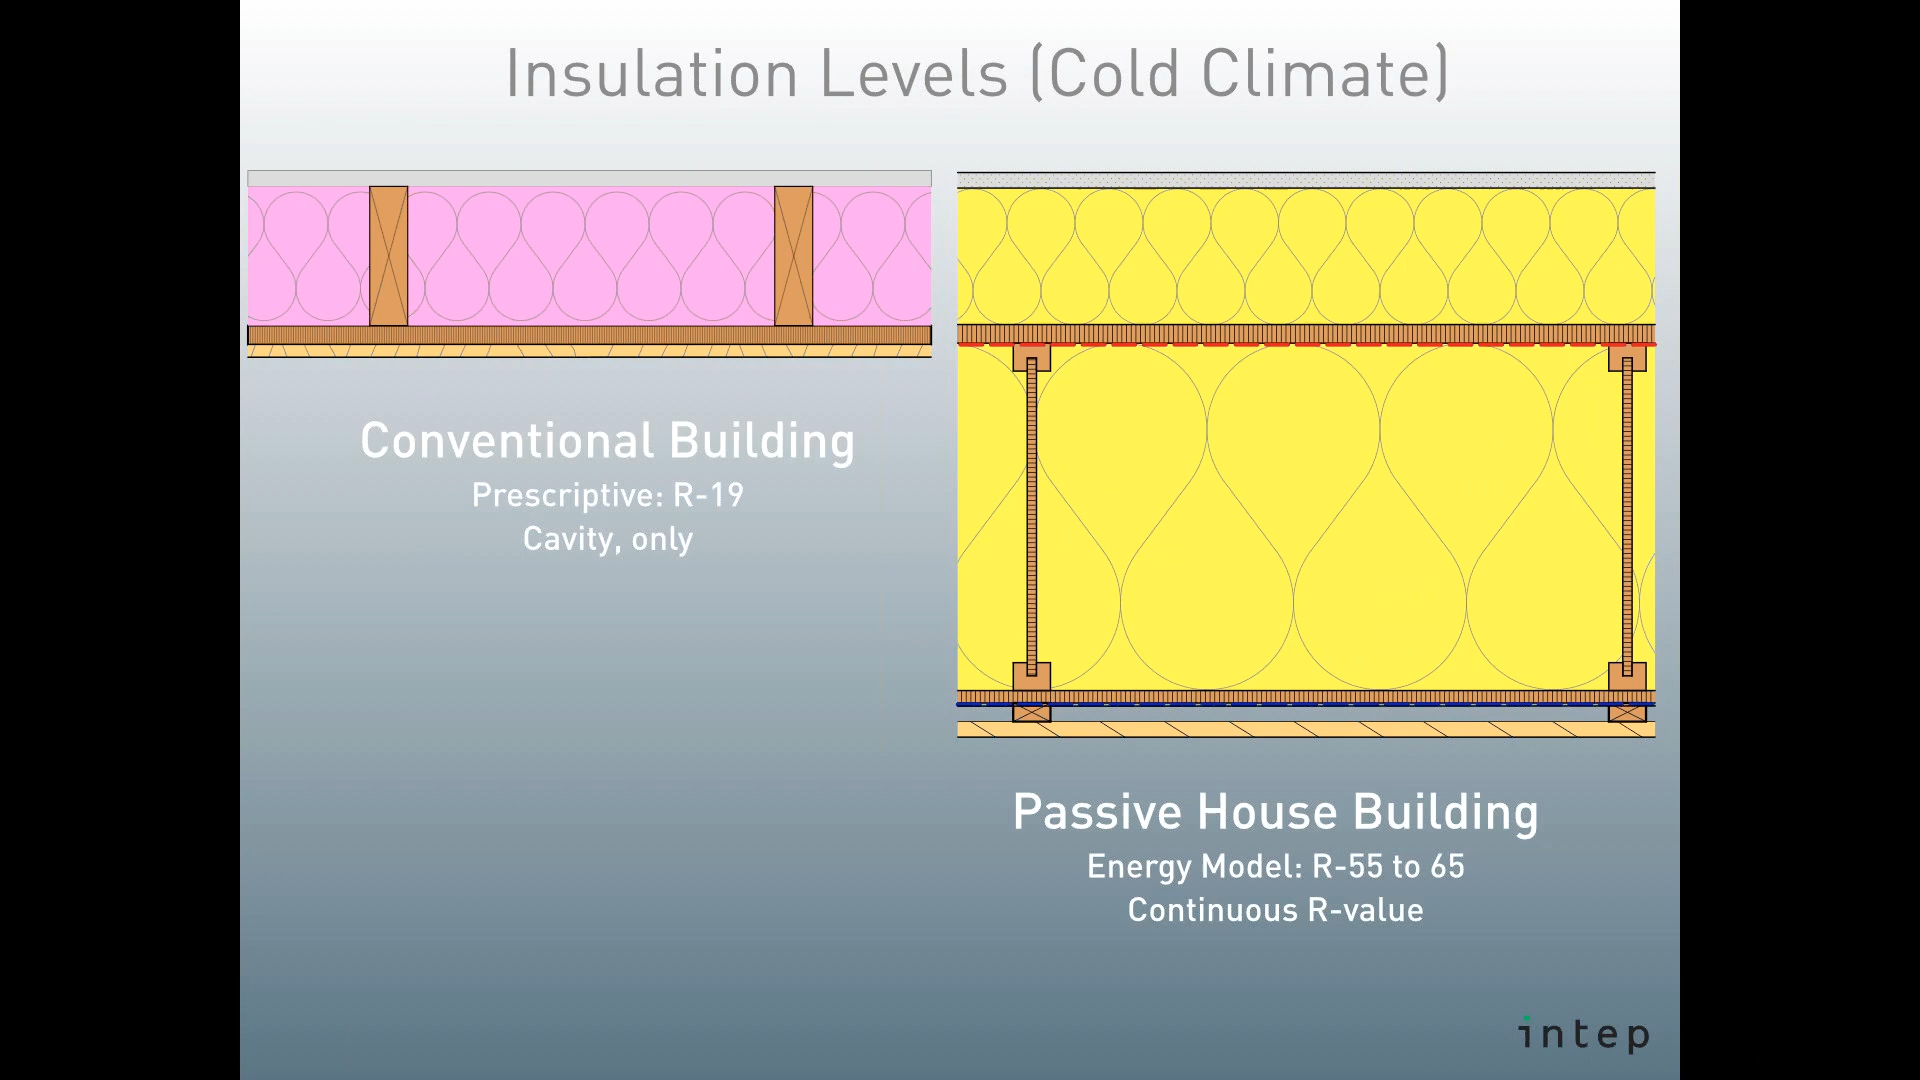 Insulation Levels (Cold Climate)
Conventional Building
Prescriptive: R-19
Cavity, only
Passive House Building
Energy Model: R-55 to 65
Continuous R-value
intep